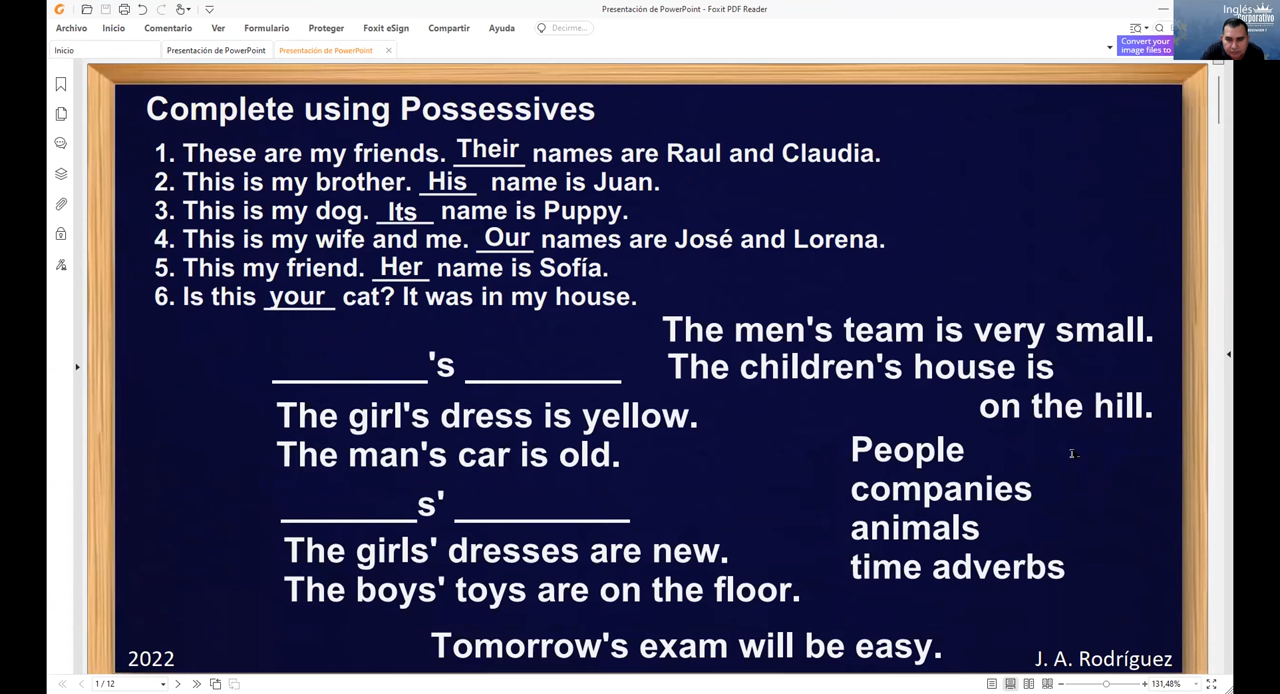 Presentación de PowerPoint - Foxit PDF Reader
Archivo Inicio Comentario Ver Formulario Proteger Foxit eSign Compartir Ayuda Decirme...
Inglés
Corporativo
Convert your
image files to
Inicio Presentación de PowerPoint Presentación de PowerPoint
Complete using Possessives
1. These are my friends. Their names are Raul and Claudia.
2. This is my brother. His name is Juan.
3. This is my dog. Its name is Puppy.
4. This is my wife and me. Our names are José and Lorena.
5. This my friend. Her name is Sofía.
6. Is this your cat? It was in my house.
The men's team is very small.
The children's house is
on the hill.
__________'s __________
The girl's dress is yellow.
The man's car is old.
_________s' ___________
The girls' dresses are new.
The boys' toys are on the floor.
People
companies
animals
time adverbs
Tomorrow's exam will be easy.
2022
J. A. Rodríguez
1 / 12
131,48%